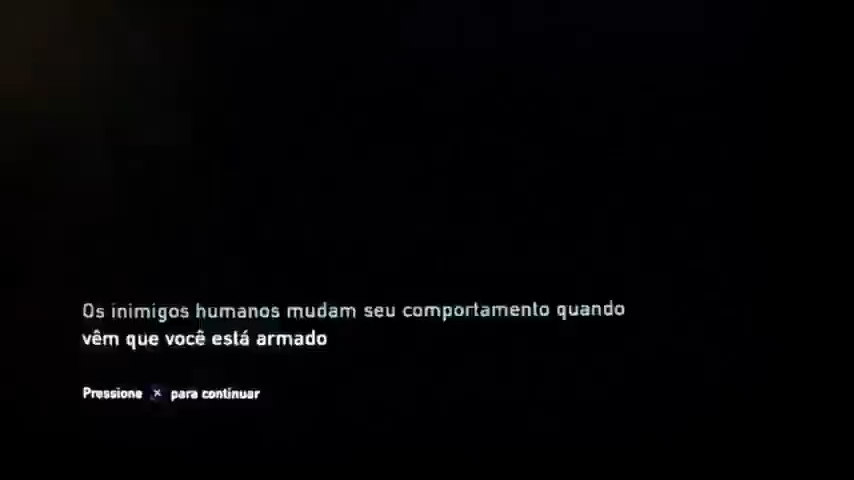 Os inimigos humanos mudam seu comportamento quando
vêm que você está armado
Pressione × para continuar